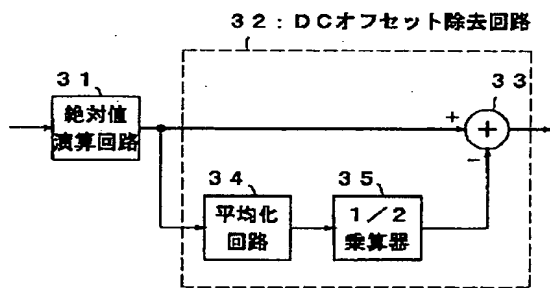 ３２：ＤＣオフセット除去回路
３１
絶対値
演算回路
３３
＋
＋
−
３４
平均化
回路
３５
１／２
乗算器